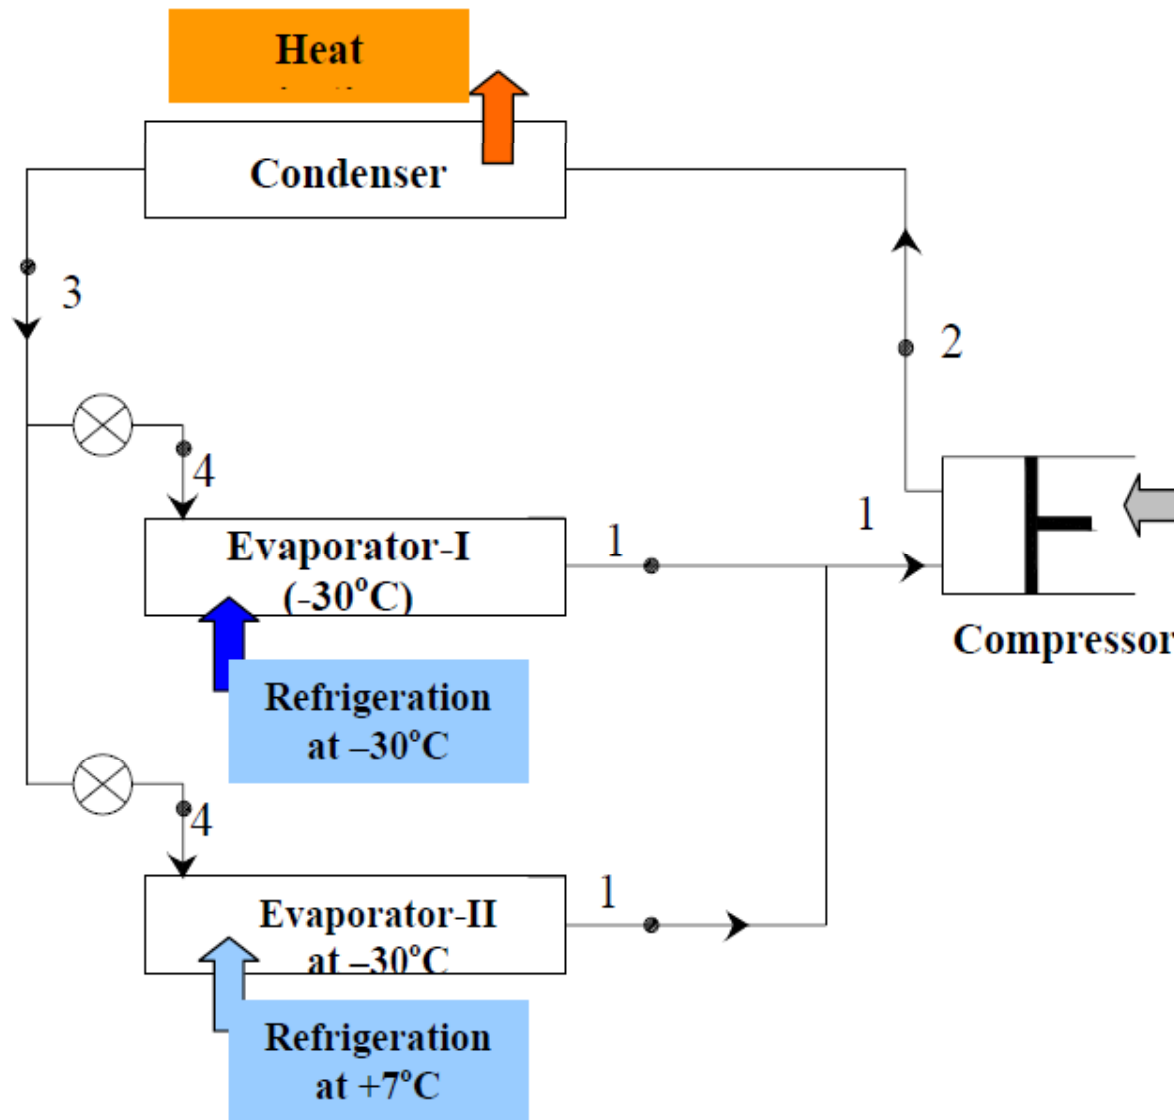 Heat
Condenser
3
2
4
Evaporator-I
(-30°C)
1
1
Compressor
Refrigeration
at –30°C
4
Evaporator-II
at –30°C
1
Refrigeration
at +7°C